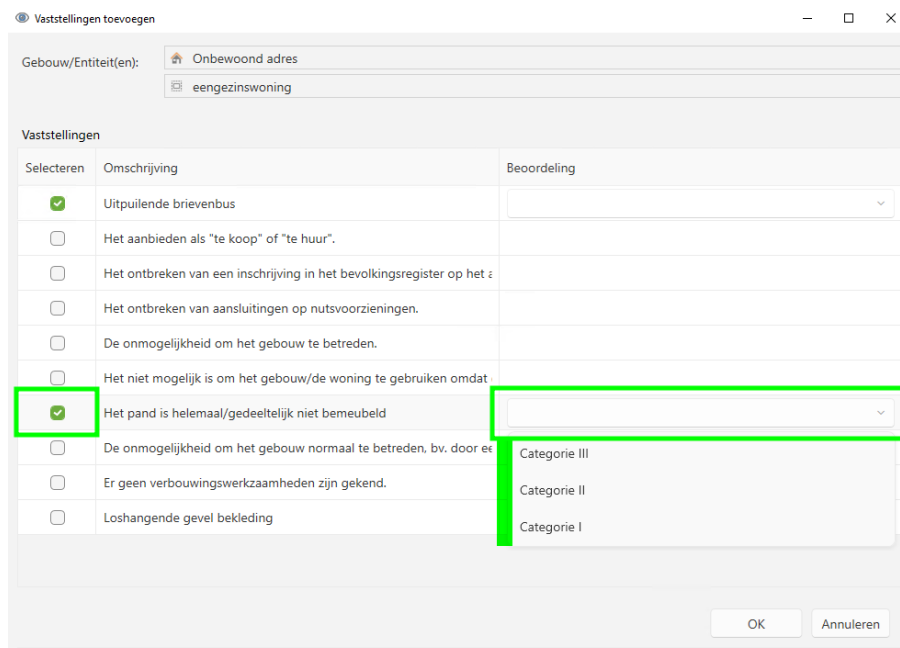 Vaststellingen toevoegen
Gebouw/Entiteit(en):
Onbewoond adres
eengezinswoning
Vaststellingen
Selecteren Omschrijving Beoordeling
Uitpuilende brievenbus
Het aanbieden als "te koop" of "te huur".
Het ontbreken van een inschrijving in het bevolkingsregister op het
Het ontbreken van aansluitingen op nutsvoorzieningen.
De onmogelijkheid om het gebouw te betreden.
Het niet mogelijk is om het gebouw/de woning te gebruiken omdat
Het pand is helemaal/gedeeltelijk niet bemeubeld
De onmogelijkheid om het gebouw normaal te betreden, bv. door
Categorie III
Er geen verbouwingswerkzaamheden zijn gekend.
Categorie II
Loshangende gevel bekleding
Categorie I
OK Annuleren